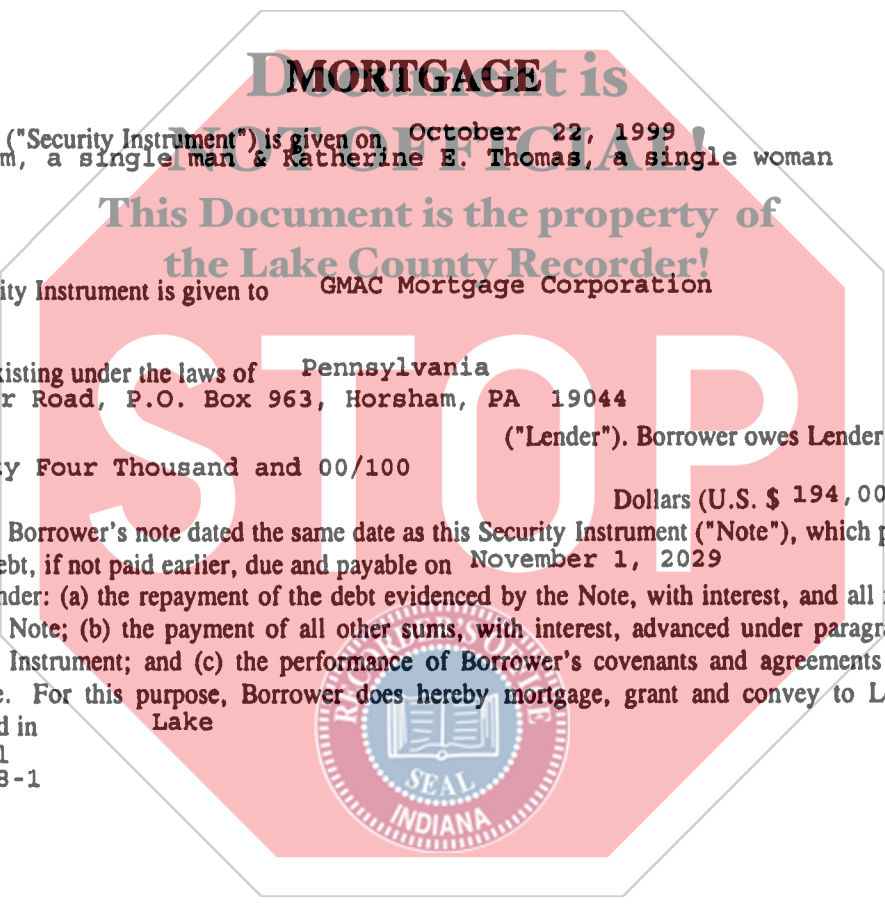 Document is
MORTGAGE
("Security Instrument") is given on October 22, 1999
NOT OFFICIAL!
m, a single man & Katherine E. Thomas, a single woman
This Document is the property of
the Lake County Recorder!
ity Instrument is given to GMAC Mortgage Corporation
STOP
xisting under the laws of Pennsylvania
r Road, P.O. Box 963, Horsham, PA 19044
("Lender"). Borrower owes Lender
y Four Thousand and 00/100
Dollars (U.S. $ 194,00
Borrower's note dated the same date as this Security Instrument ("Note"), which p
ebt, if not paid earlier, due and payable on November 1, 2029
nder: (a) the repayment of the debt evidenced by the Note, with interest, and all
Note; (b) the payment of all other sums, with interest, advanced under paragra
Instrument; and (c) the performance of Borrower's covenants and agreements
e. For this purpose, Borrower does hereby mortgage, grant and convey to L
d in Lake
1
8-1
RECORDER'S OFFICE
SEAL
INDIANA